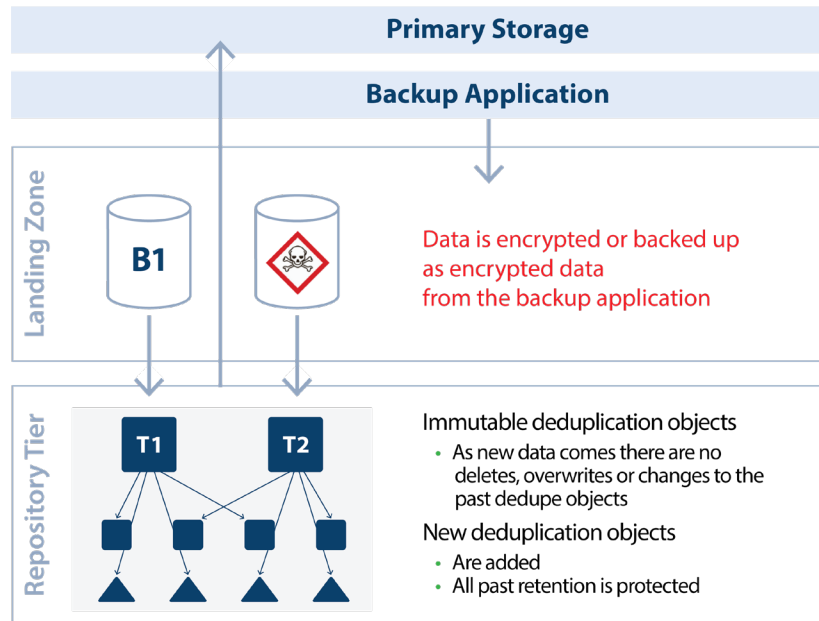 Primary Storage
Backup Application
Landing Zone
B1
Data is encrypted or backed up
as encrypted data
from the backup application
Repository Tier
T1
T2
Immutable deduplication objects
• As new data comes there are no
deletes, overwrites or changes to the
past dedupe objects
New deduplication objects
• Are added
• All past retention is protected